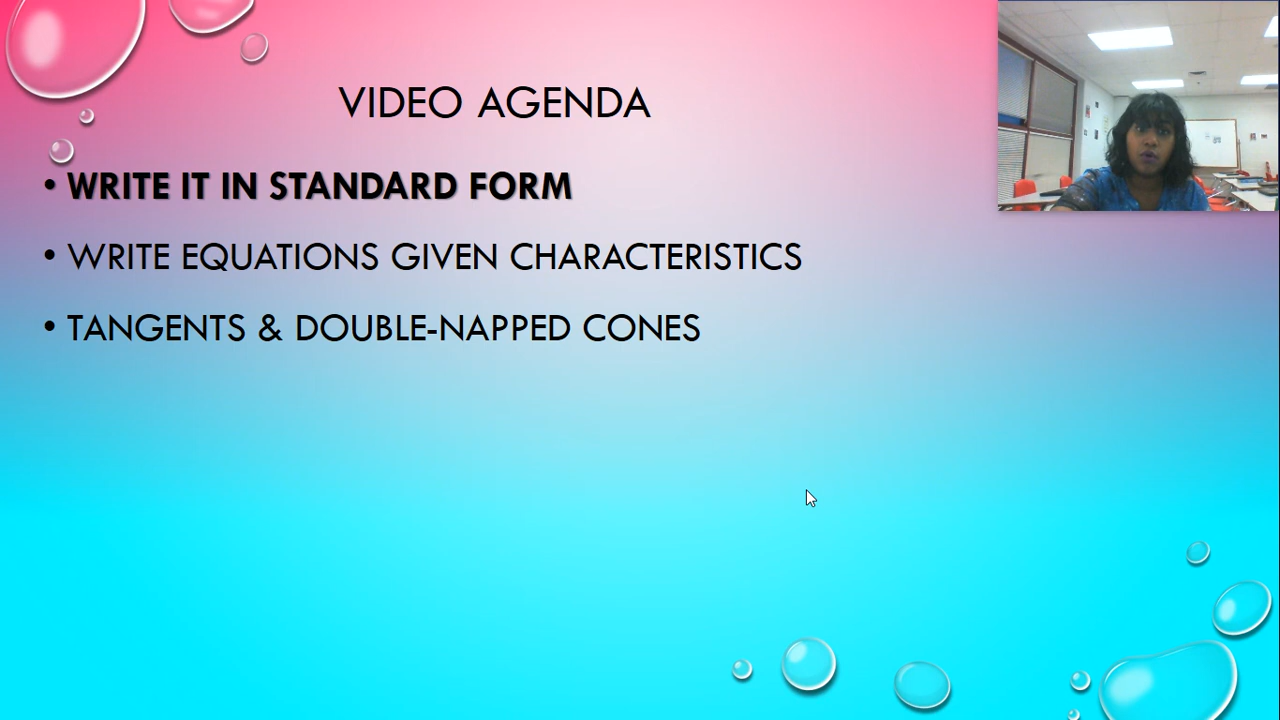 VIDEO AGENDA
• WRITE IT IN STANDARD FORM
• WRITE EQUATIONS GIVEN CHARACTERISTICS
• TANGENTS & DOUBLE-NAPPED CONES